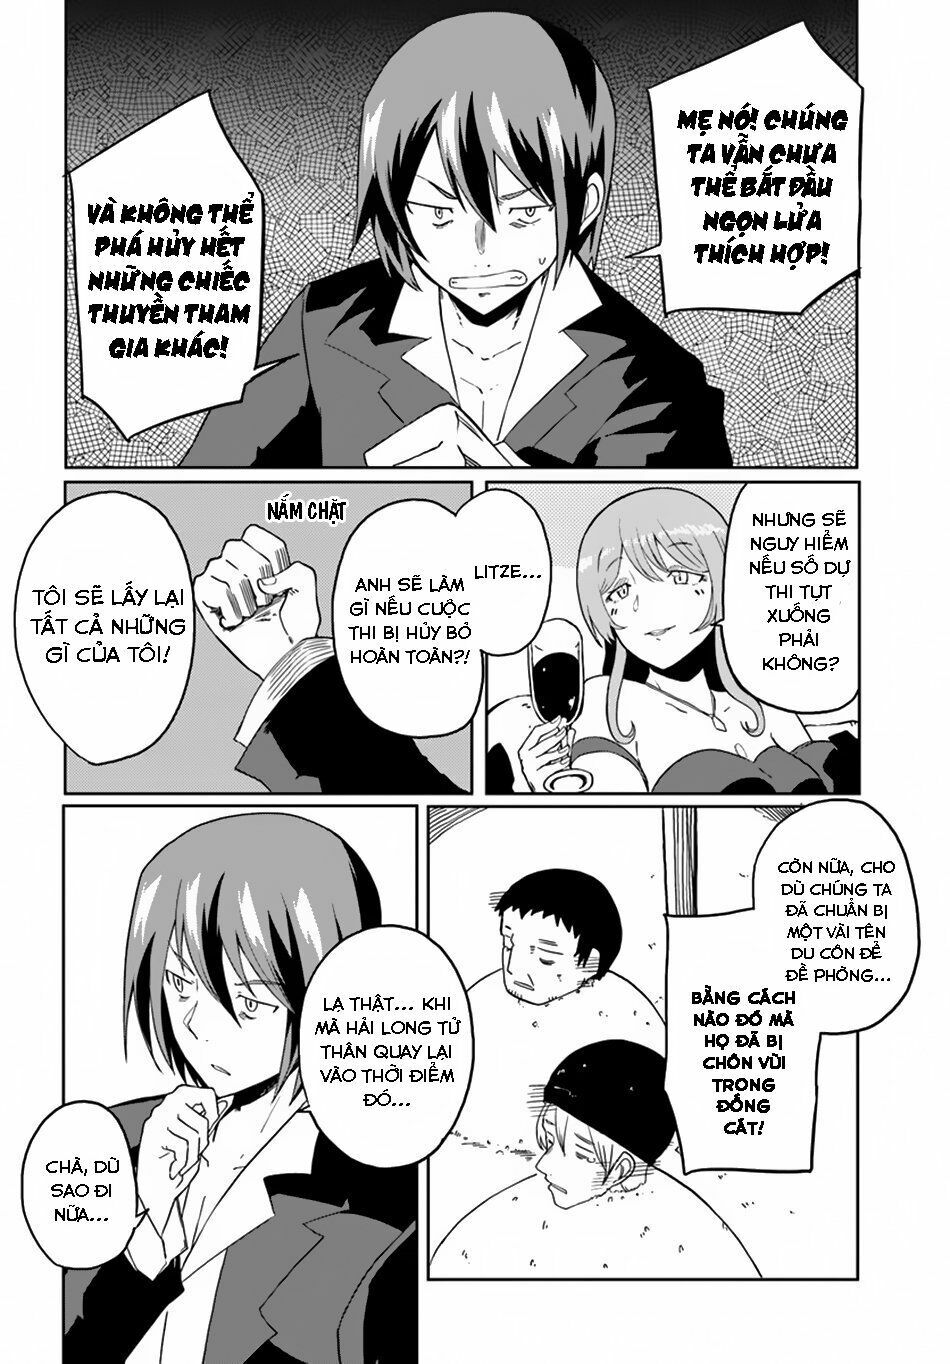 MẸ NÓ! CHÚNG
TA VẪN CHƯA
THỂ BẮT ĐẦU
NGỌN LỬA
THÍCH HỢP!
VÀ KHÔNG THỂ
PHÁ HỦY HẾT
NHỮNG CHIẾC
THUYỀN THAM
GIA KHÁC!
NHƯNG SẼ
NGUY HIỂM
NẾU SỐ DỰ
THI TỤT
XUỐNG
PHẢI
KHÔNG?
LITZE...
ANH SẼ LÀM
GÌ NẾU CUỘC
THI BỊ HỦY BỎ
HOÀN TOÀN?!
NẮM CHẶT
TÔI SẼ LẤY LẠI
TẤT CẢ NHỮNG
GÌ CỦA TÔI!
CÒN NỮA, CHO
DÙ CHÚNG TA
ĐÃ CHUẨN BỊ
MỘT VÀI TÊN
DU CÔN ĐỂ
ĐỀ PHÒNG...
BẰNG CÁCH
NÀO ĐÓ MÀ
HỌ ĐÃ BỊ
CHÔN VÙI
TRONG
ĐỐNG
CÁT!
LẠ THẬT... KHI
MÀ HẢI LONG TỬ
THẦN QUAY LẠI
VÀO THỜI ĐIỂM
ĐÓ...
CHÀ, DÙ
SAO ĐI
NỮA...